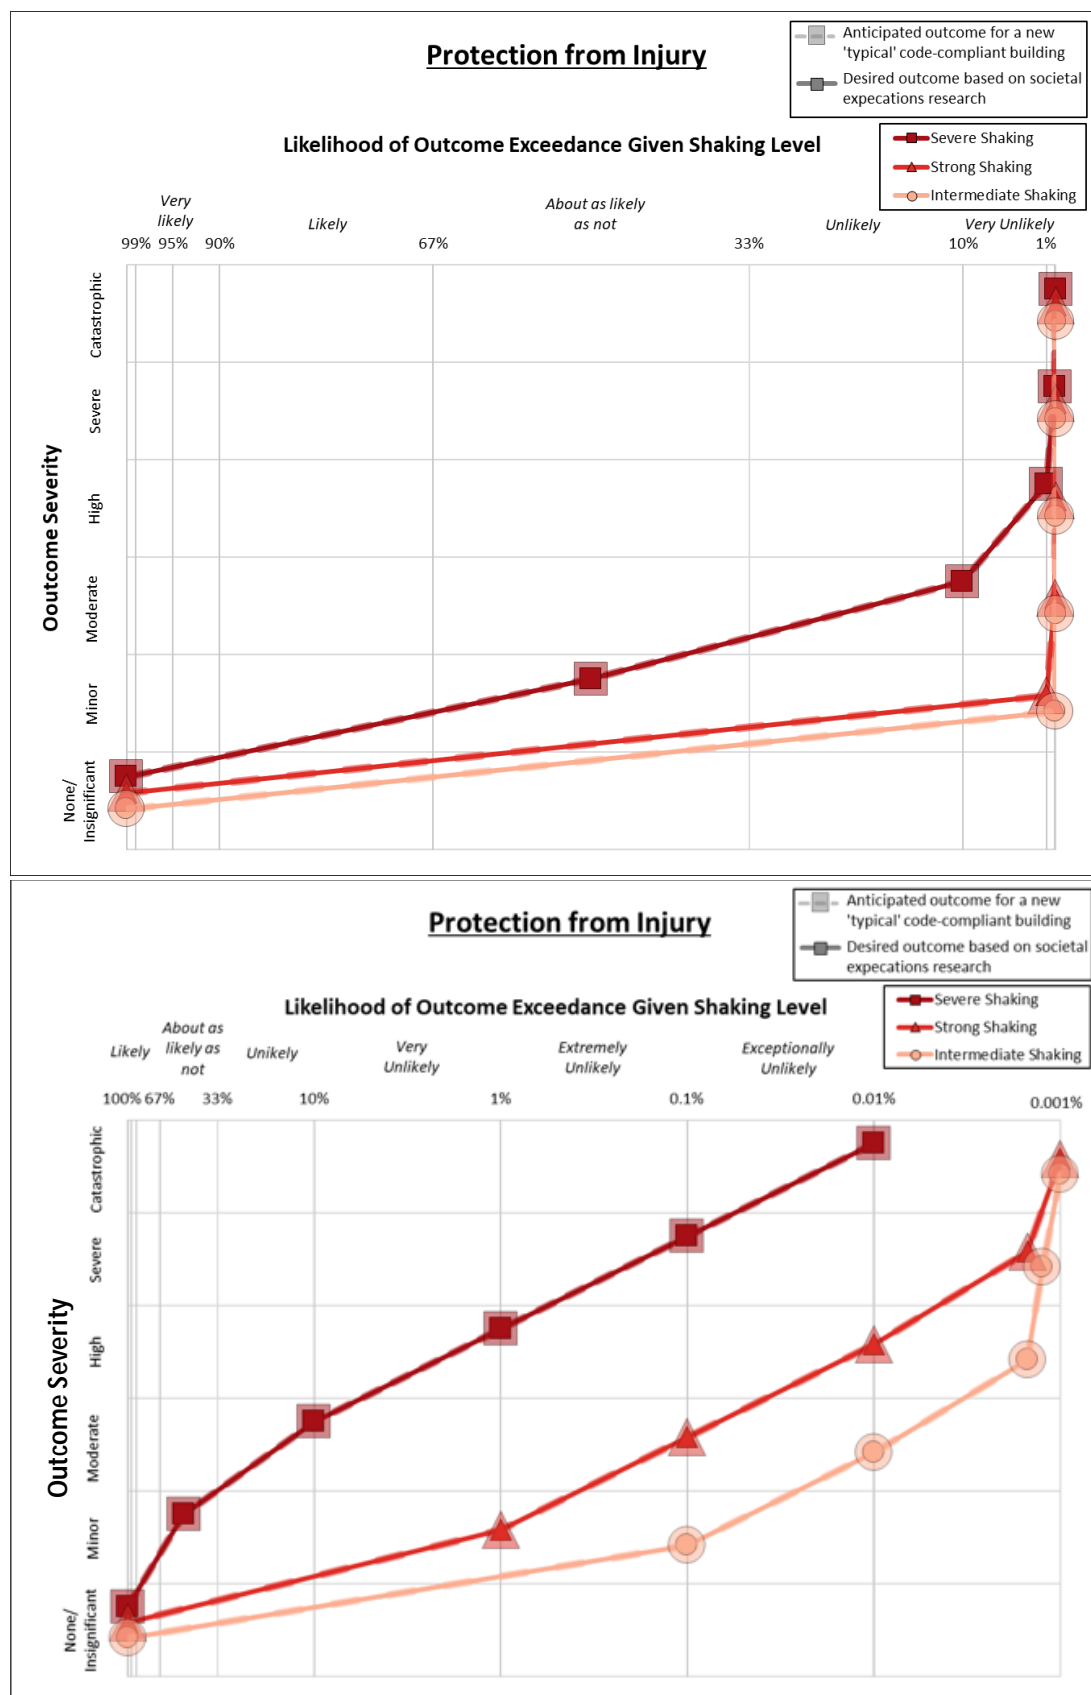 Protection from Injury
Anticipated outcome for a new
'typical' code-compliant building
Desired outcome based on societal
expecations research
Likelihood of Outcome Exceedance Given Shaking Level
Severe Shaking
Strong Shaking
Intermediate Shaking
Very
likely
Likely
About as likely
as not
Unlikely
Very Unlikely
99% 95% 90% 67% 33% 10% 1%
Ooutcome Severity
Catastrophic
Severe
High
Moderate
Minor
None/
Insignificant
Protection from Injury
Anticipated outcome for a new
'typical' code-compliant building
Desired outcome based on societal
expecations research
Likelihood of Outcome Exceedance Given Shaking Level
Severe Shaking
Strong Shaking
Intermediate Shaking
Likely
About as
likely as
not
Unikely
Very
Unlikely
Extremely
Unlikely
Exceptionally
Unlikely
100% 67% 33% 10% 1% 0.1% 0.01% 0.001%
Outcome Severity
Catastrophic
Severe
High
Moderate
Minor
None/
Insignificant